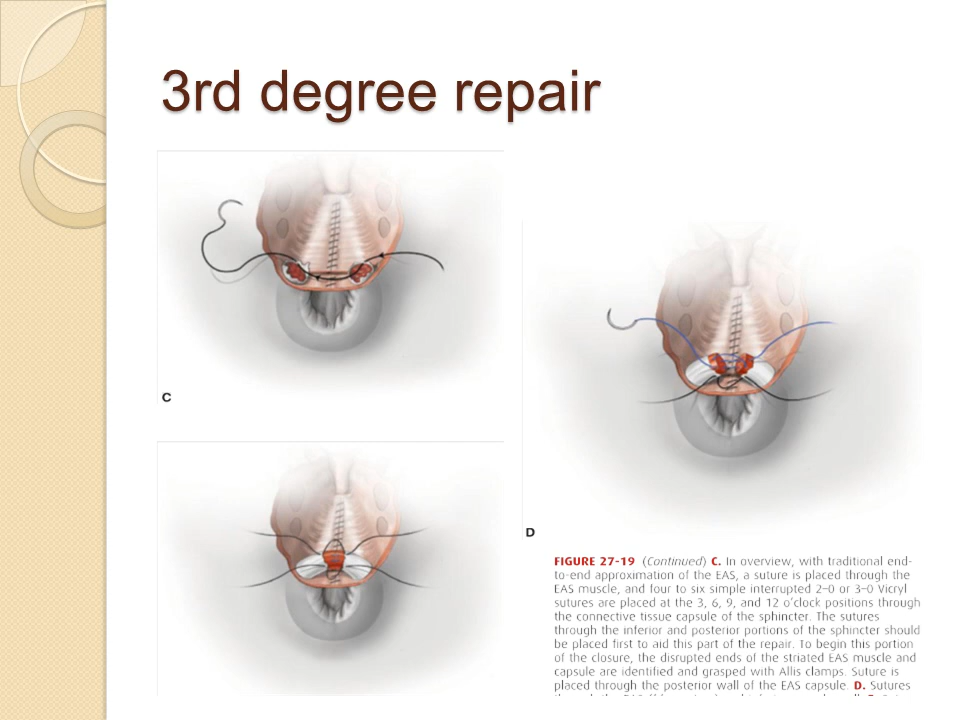 3rd degree repair
C
D
FIGURE 27-19 (Continued) C. In overview, with traditional end-
to-end approximation of the EAS, a suture is placed through the
EAS muscle, and four to six simple interrupted 2–0 or 3–0 Vicryl
sutures are placed at the 3, 6, 9, and 12 o'clock positions through
the connective tissue capsule of the sphincter. The sutures
through the inferior and posterior portions of the sphincter should
be placed first to aid this part of the repair. To begin this portion
of the closure, the disrupted ends of the striated EAS muscle and
capsule are identified and grasped with Allis clamps. Suture is
placed through the posterior wall of the EAS capsule. D. Sutures